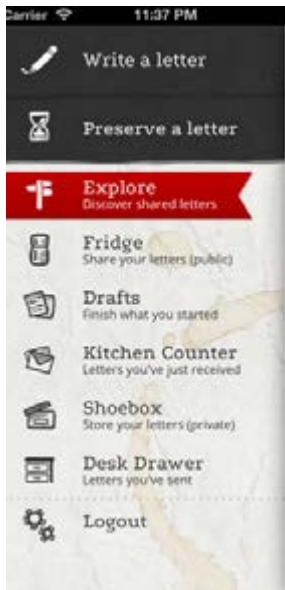 Carrier 11:37 PM
Write a letter
Preserve a letter
Explore
Discover shared letters
Fridge
Share your letters (public)
Drafts
Finish what you started
Kitchen Counter
Letters you've just received
Shoebox
Store your letters (private)
Desk Drawer
Letters you've sent
Logout